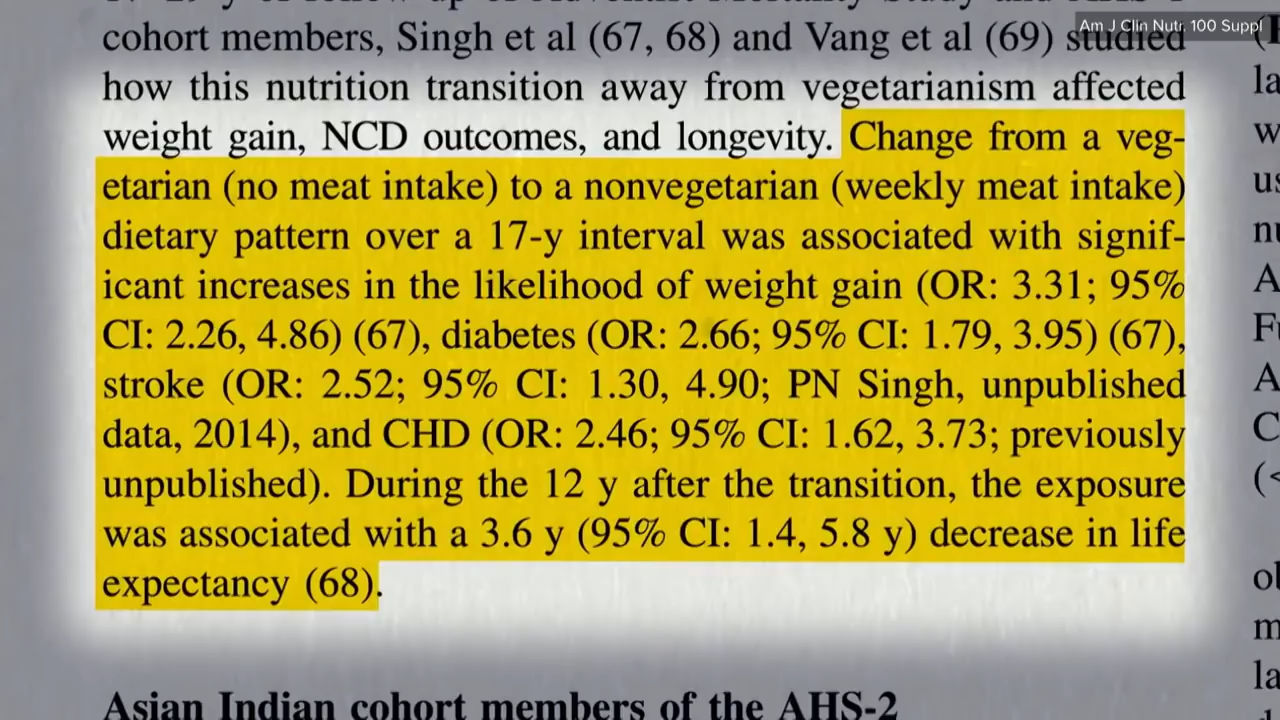 Am J Clin Nutr. 100 Suppl
cohort members, Singh et al (67, 68) and Vang et al (69) studied
how this nutrition transition away from vegetarianism affected
weight gain, NCD outcomes, and longevity. Change from a veg-
etarian (no meat intake) to a nonvegetarian (weekly meat intake)
dietary pattern over a 17-y interval was associated with signif-
icant increases in the likelihood of weight gain (OR: 3.31; 95%
CI: 2.26, 4.86) (67), diabetes (OR: 2.66; 95% CI: 1.79, 3.95) (67),
stroke (OR: 2.52; 95% CI: 1.30, 4.90; PN Singh, unpublished
data, 2014), and CHD (OR: 2.46; 95% CI: 1.62, 3.73; previously
unpublished). During the 12 y after the transition, the exposure
was associated with a 3.6 y (95% CI: 1.4, 5.8 y) decrease in life
expectancy (68).
Asian Indian cohort members of the AHS-2